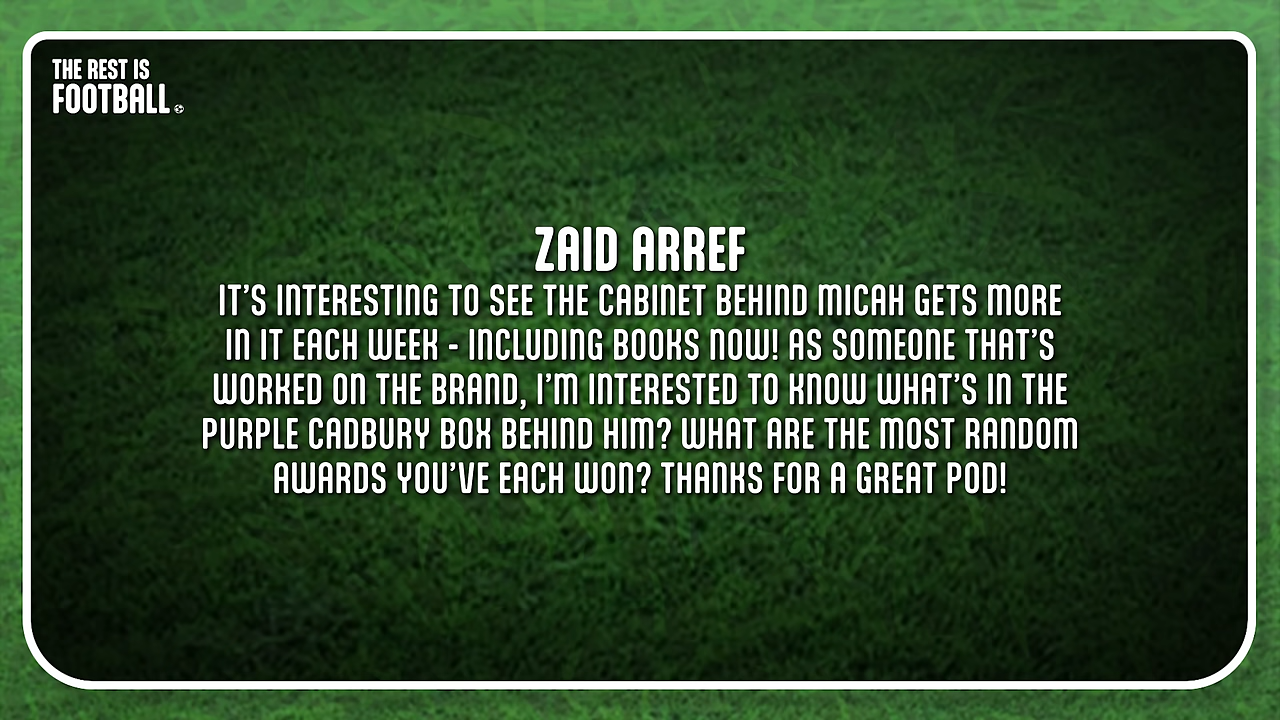 THE REST IS
FOOTBALL
ZAID ARREF
IT'S INTERESTING TO SEE THE CABINET BEHIND MICAH GETS MORE
IN IT EACH WEEK - INCLUDING BOOKS NOW! AS SOMEONE THAT'S
WORKED ON THE BRAND, I'M INTERESTED TO KNOW WHAT'S IN THE
PURPLE CADBURY BOX BEHIND HIM? WHAT ARE THE MOST RANDOM
AWARDS YOU'VE EACH WON? THANKS FOR A GREAT POD!